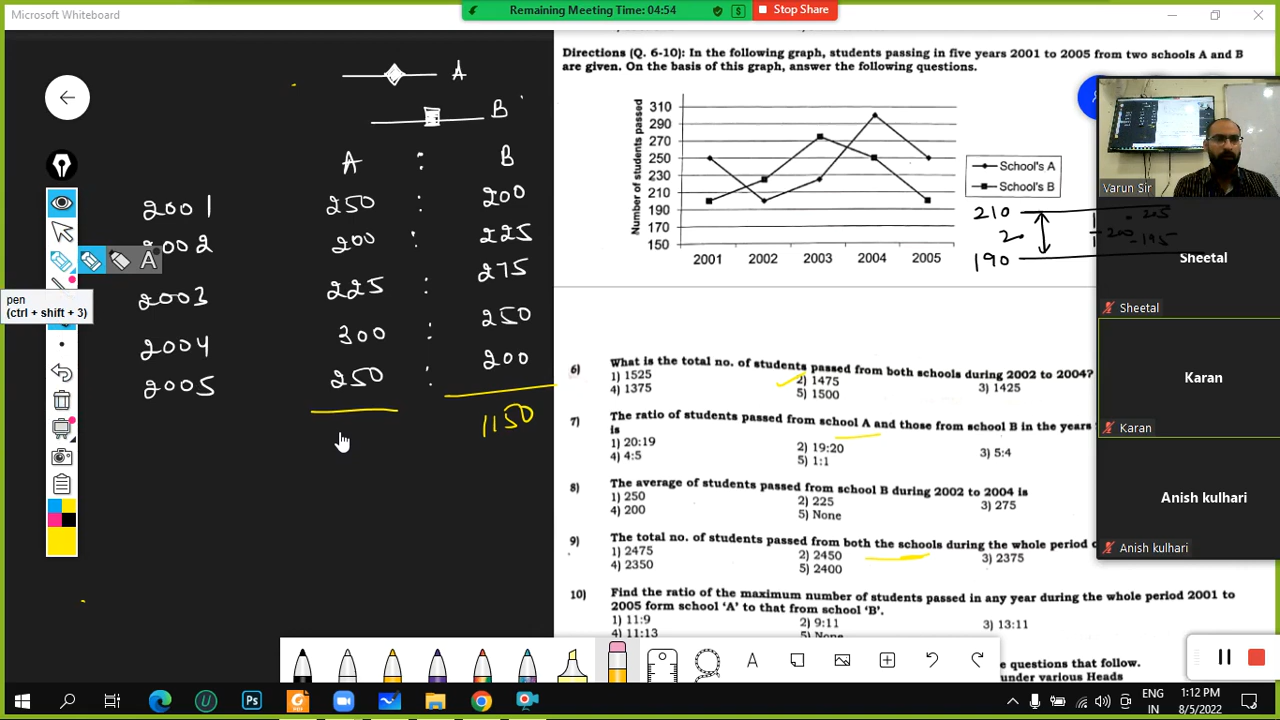 Microsoft Whiteboard
Remaining Meeting Time: 04:54
Stop Share
A
B
A : B
2001 250 : 200
2002 200 : 225
2003 225 : 275
2004 300 : 250
2005 250 : 200
1150
pen
(ctrl + shift + 3)
Directions (Q. 6-10): In the following graph, students passing in five years 2001 to 2005 from two schools A and B
are given. On the basis of this graph, answer the following questions.
Number of students passed
310
290
270
250
230
210
190
170
150
2001 2002 2003 2004 2005
School's A
School's B
210
190
205
200
195
6) What is the total no. of students passed from both schools during 2002 to 2004?
1) 1525 2) 1475 3) 1425
4) 1375 5) 1500
7) The ratio of students passed from school A and those from school B in the years
is
1) 20:19 2) 19:20 3) 5:4
4) 4:5 5) 1:1
8) The average of students passed from school B during 2002 to 2004 is
1) 250 2) 225 3) 275
4) 200 5) None
9) The total no. of students passed from both the schools during the whole period
1) 2475 2) 2450 3) 2375
4) 2350 5) 2400
10) Find the ratio of the maximum number of students passed in any year during the whole period 2001 to
2005 form school 'A' to that from school 'B'.
1) 11:9 2) 9:11 3) 13:11
4) 11:13 5) None
e questions that follow.
under various Heads
Varun Sir
Sheetal
Sheetal
Karan
Karan
Anish kulhari
Anish kulhari
A
A
U
Ps
G
ENG
IN
1:12 PM
8/5/2022